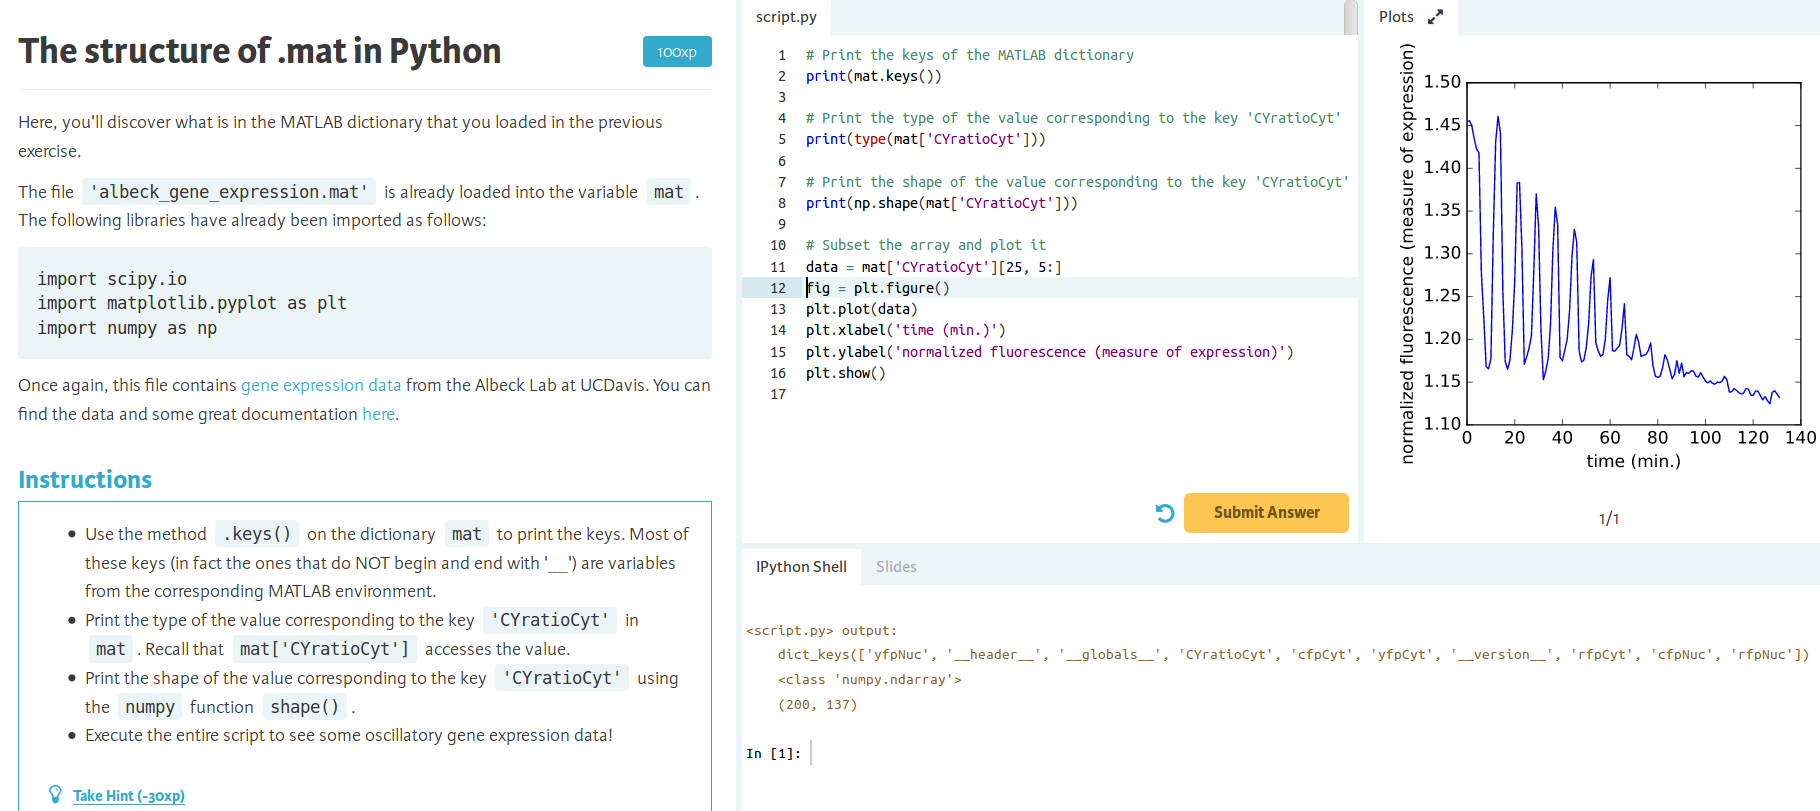 The structure of .mat in Python
100xp
Here, you'll discover what is in the MATLAB dictionary that you loaded in the previous
exercise.
The file 'albeck_gene_expression.mat' is already loaded into the variable mat .
The following libraries have already been imported as follows:
import scipy.io
import matplotlib.pyplot as plt
import numpy as np
Once again, this file contains gene expression data from the Albeck Lab at UCDavis. You can
find the data and some great documentation here.
Instructions
• Use the method .keys() on the dictionary mat to print the keys. Most of
these keys (in fact the ones that do NOT begin and end with '__') are variables
from the corresponding MATLAB environment.
• Print the type of the value corresponding to the key 'CYratioCyt' in
mat . Recall that mat['CYratioCyt'] accesses the value.
• Print the shape of the value corresponding to the key 'CYratioCyt' using
the numpy function shape() .
• Execute the entire script to see some oscillatory gene expression data!
Take Hint (-30xp)
script.py
1 # Print the keys of the MATLAB dictionary
2 print(mat.keys())
3
4 # Print the type of the value corresponding to the key 'CYratioCyt'
5 print(type(mat['CYratioCyt']))
6
7 # Print the shape of the value corresponding to the key 'CYratioCyt'
8 print(np.shape(mat['CYratioCyt']))
9
10 # Subset the array and plot it
11 data = mat['CYratioCyt'][25, 5:]
12 fig = plt.figure()
13 plt.plot(data)
14 plt.xlabel('time (min.)')
15 plt.ylabel('normalized fluorescence (measure of expression)')
16 plt.show()
17
Submit Answer
Plots
normalized fluorescence (measure of expression)
1.50
1.45
1.40
1.35
1.30
1.25
1.20
1.15
1.10
0 20 40 60 80 100 120 140
time (min.)
1/1
IPython Shell Slides
<script.py> output:
dict_keys(['yfpNuc', '__header__', '__globals__', 'CYratioCyt', 'cfpCyt', 'yfpCyt', '__version__', 'rfpCyt', 'cfpNuc', 'rfpNuc'])
<class 'numpy.ndarray'>
(200, 137)
In [1]: